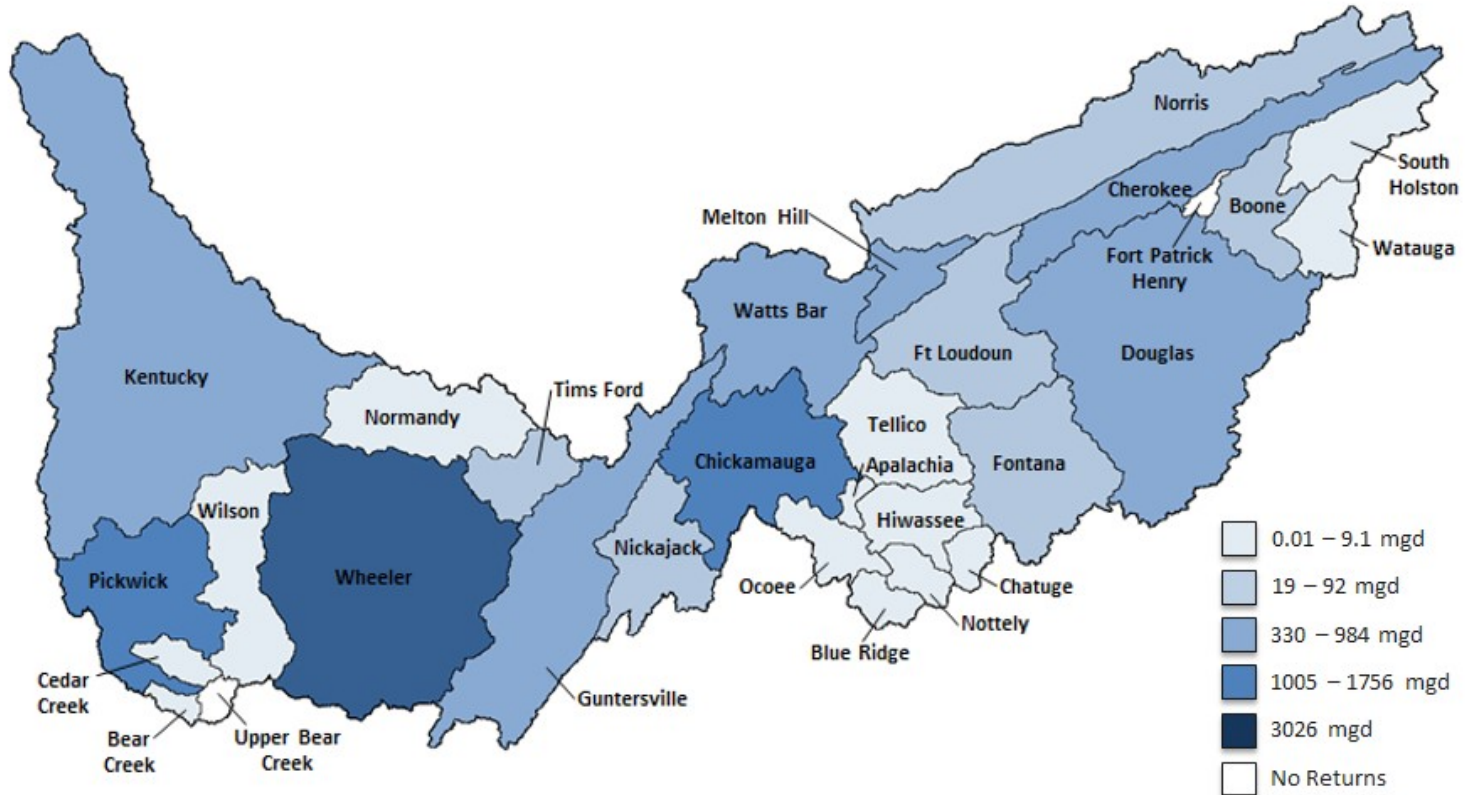 Norris
South
Holston
Cherokee
Boone
Melton Hill
Watauga
Fort Patrick
Henry
Watts Bar
Ft Loudoun
Douglas
Kentucky
Tims Ford
Normandy
Tellico
Chickamauga
Apalachia
Fontana
Wilson
Hiwassee
Nickajack
Pickwick
Wheeler
Ocoee
Chatuge
Nottely
Blue Ridge
Cedar
Creek
Guntersville
Bear
Creek
Upper Bear
Creek
0.01 – 9.1 mgd
19 – 92 mgd
330 – 984 mgd
1005 – 1756 mgd
3026 mgd
No Returns